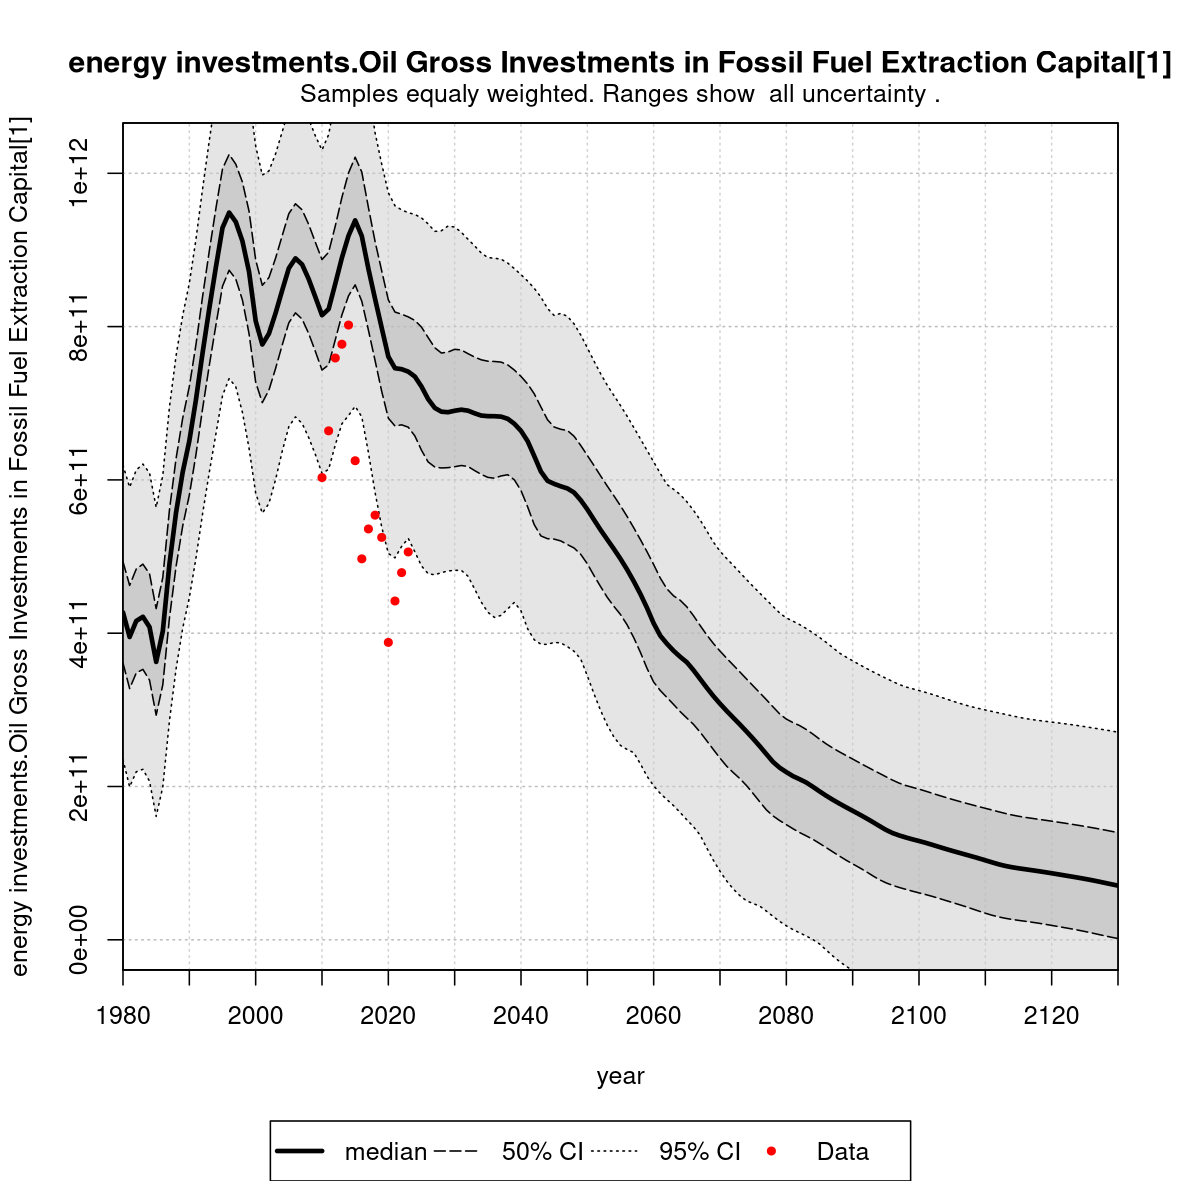 energy investments.Oil Gross Investments in Fossil Fuel Extraction Capital[1]
Samples equaly weighted. Ranges show  all uncertainty .
energy investments.Oil Gross Investments in Fossil Fuel Extraction Capital[1]
1e+12
8e+11
6e+11
4e+11
2e+11
0e+00
1980 2000 2020 2040 2060 2080 2100 2120
year
median 50% CI 95% CI Data